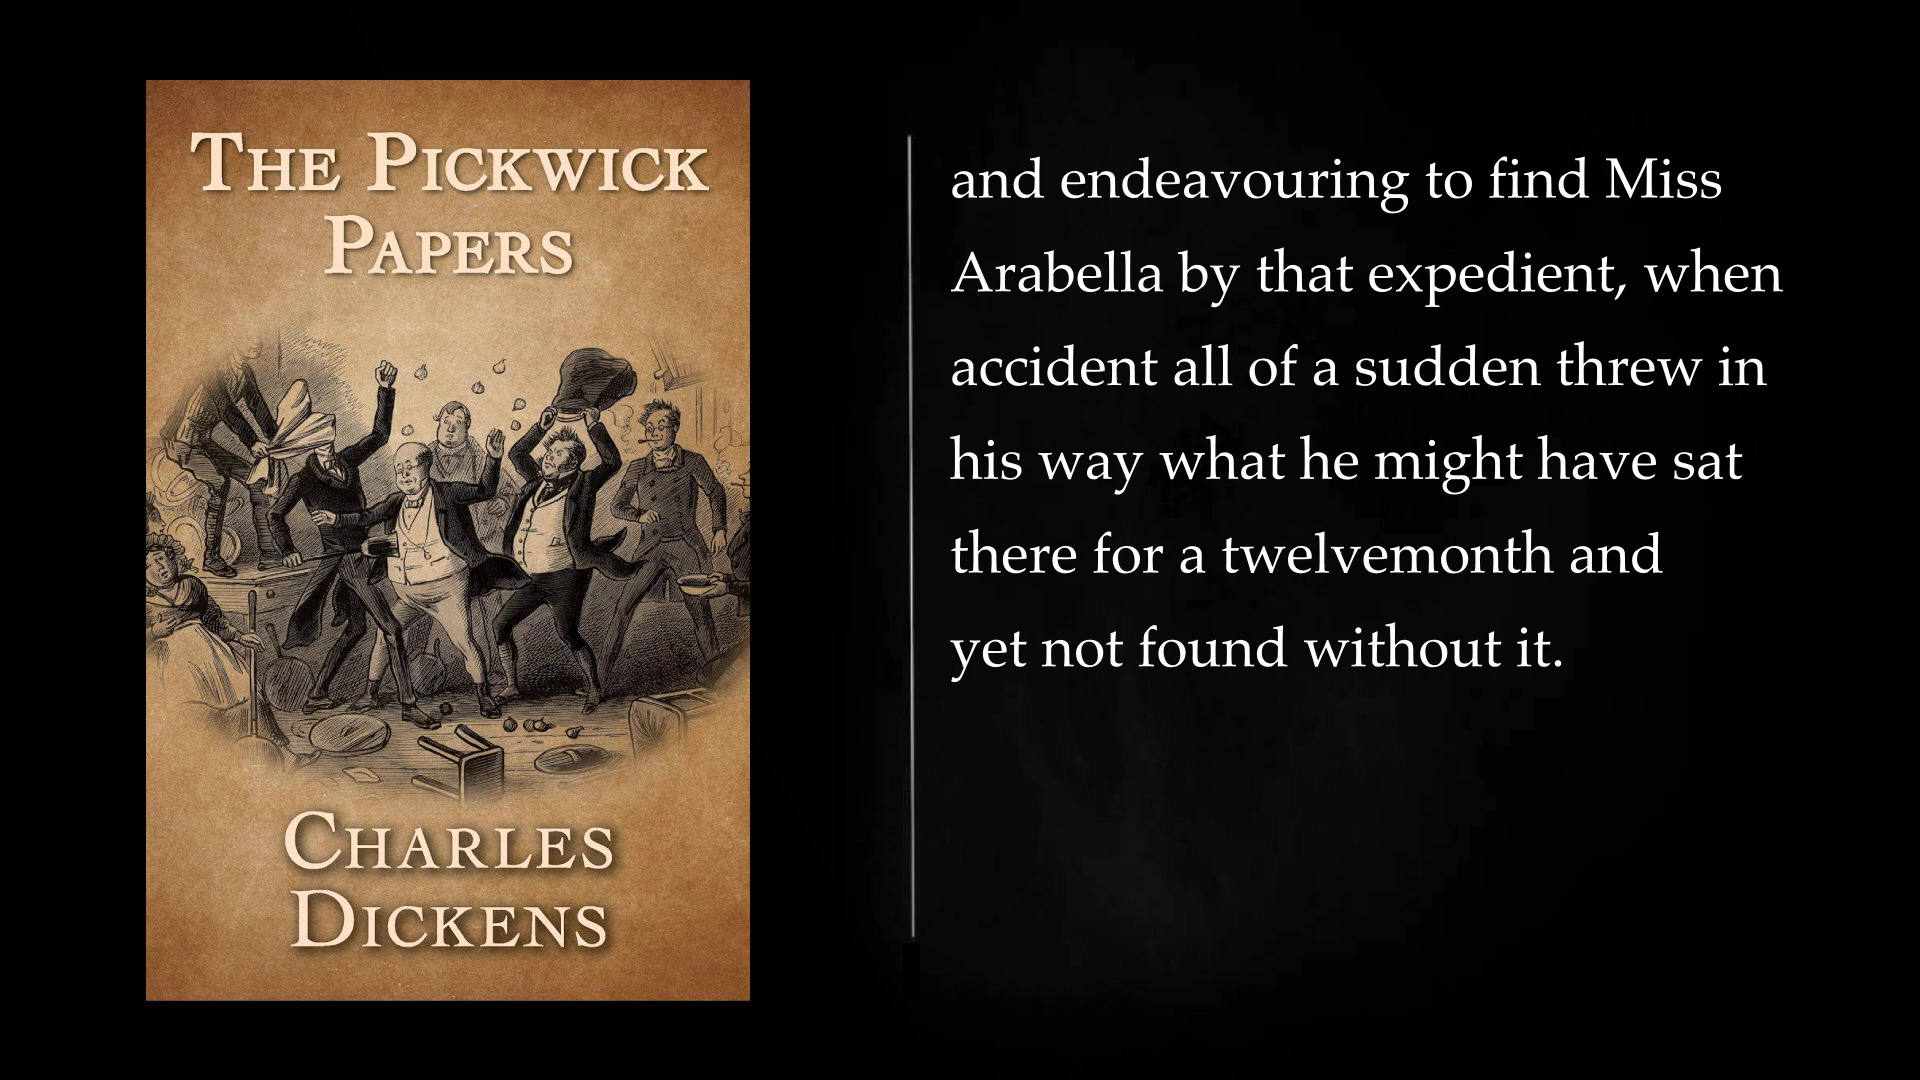 THE PICKWICK
PAPERS
CHARLES
DICKENS
and endeavouring to find Miss
Arabella by that expedient, when
accident all of a sudden threw in
his way what he might have sat
there for a twelvemonth and
yet not found without it.